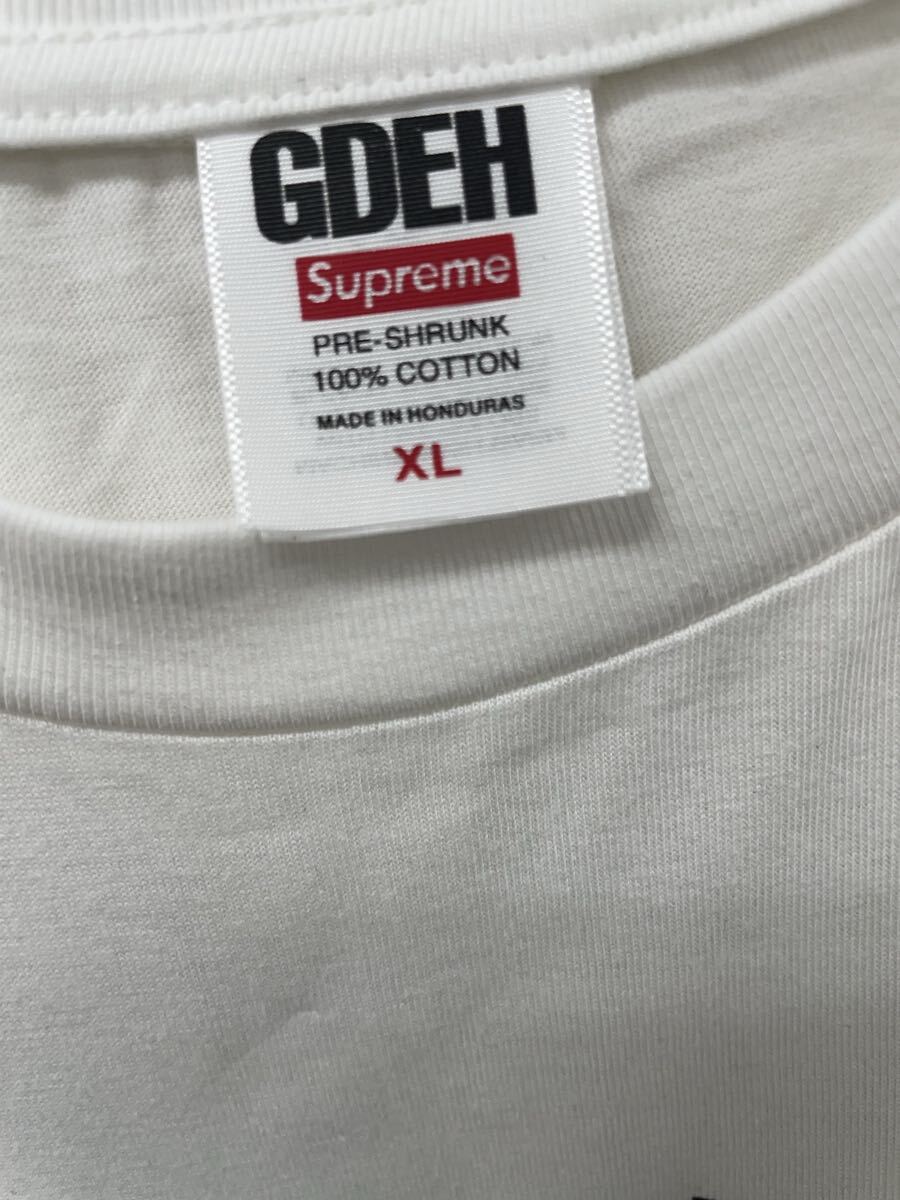 GDEH
Supreme
PRE-SHRUNK
100% COTTON
MADE IN HONDURAS
XL